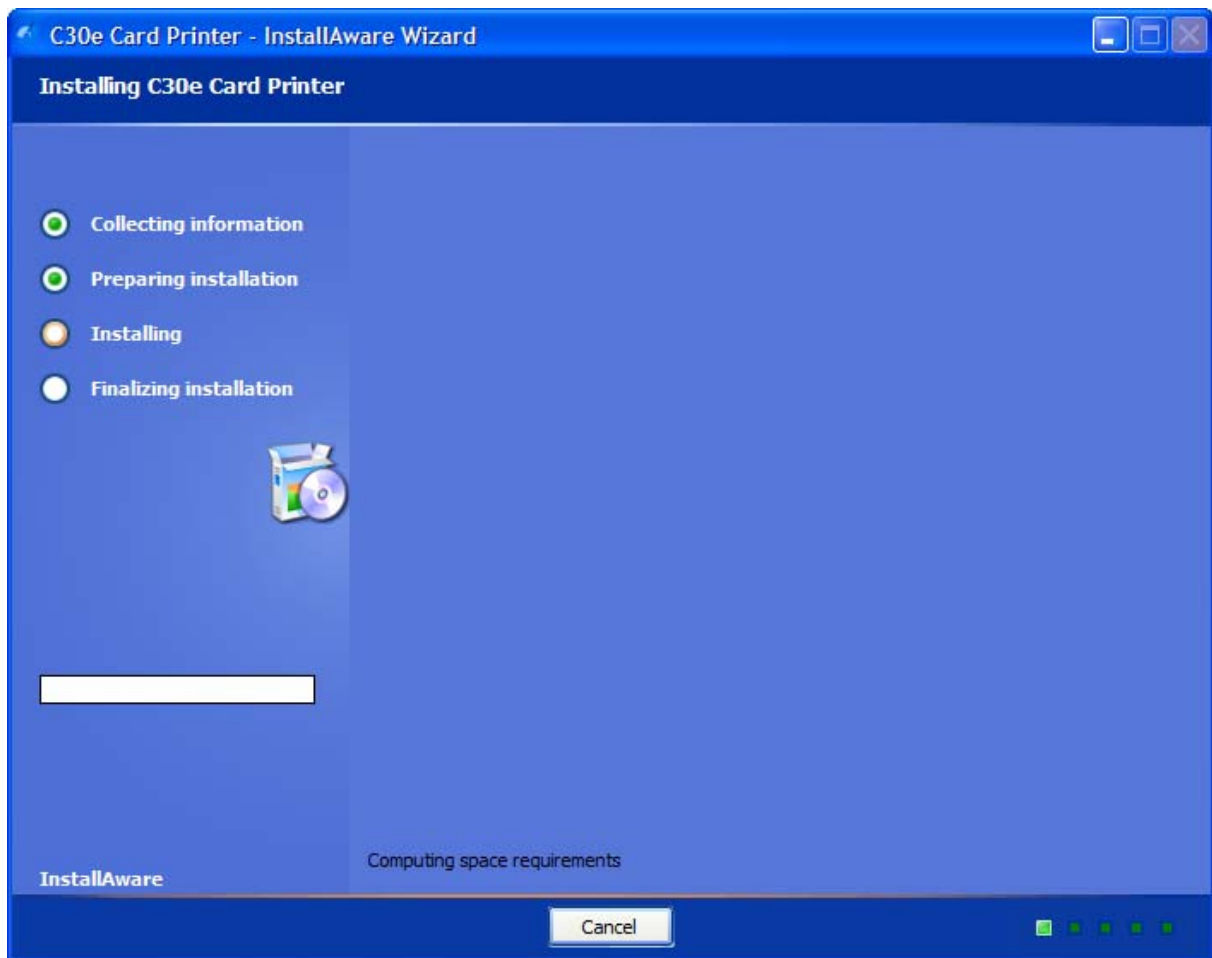 C30e Card Printer - InstallAware Wizard
Installing C30e Card Printer
Collecting information
Preparing installation
Installing
Finalizing installation
Computing space requirements
InstallAware
Cancel